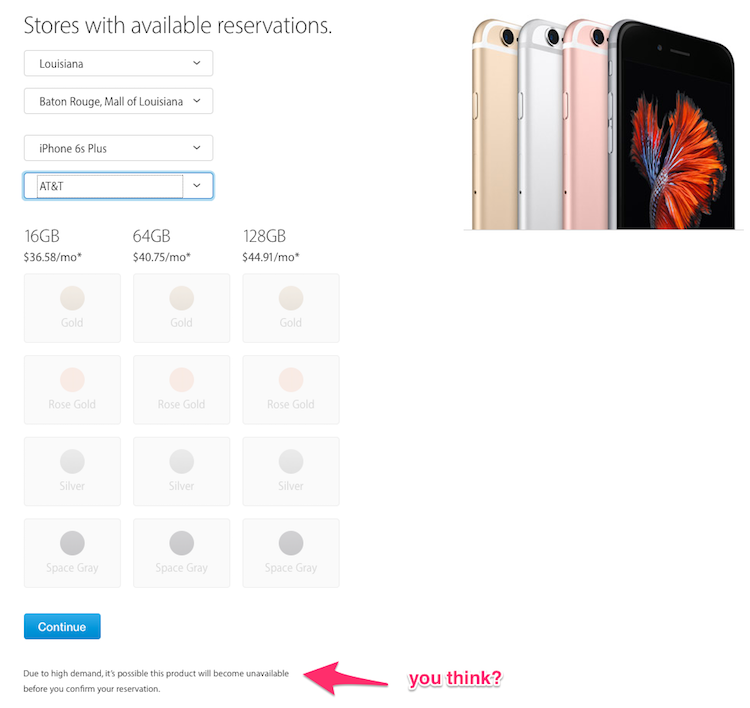 Stores with available reservations.
Louisiana
Baton Rouge, Mall of Louisiana
iPhone 6s Plus
AT&T
16GB 64GB 128GB
$36.58/mo* $40.75/mo* $44.91/mo*
Gold Gold Gold
Rose Gold Rose Gold Rose Gold
Silver Silver Silver
Space Gray Space Gray Space Gray
Continue
Due to high demand, it's possible this product will become unavailable
before you confirm your reservation.
you think?